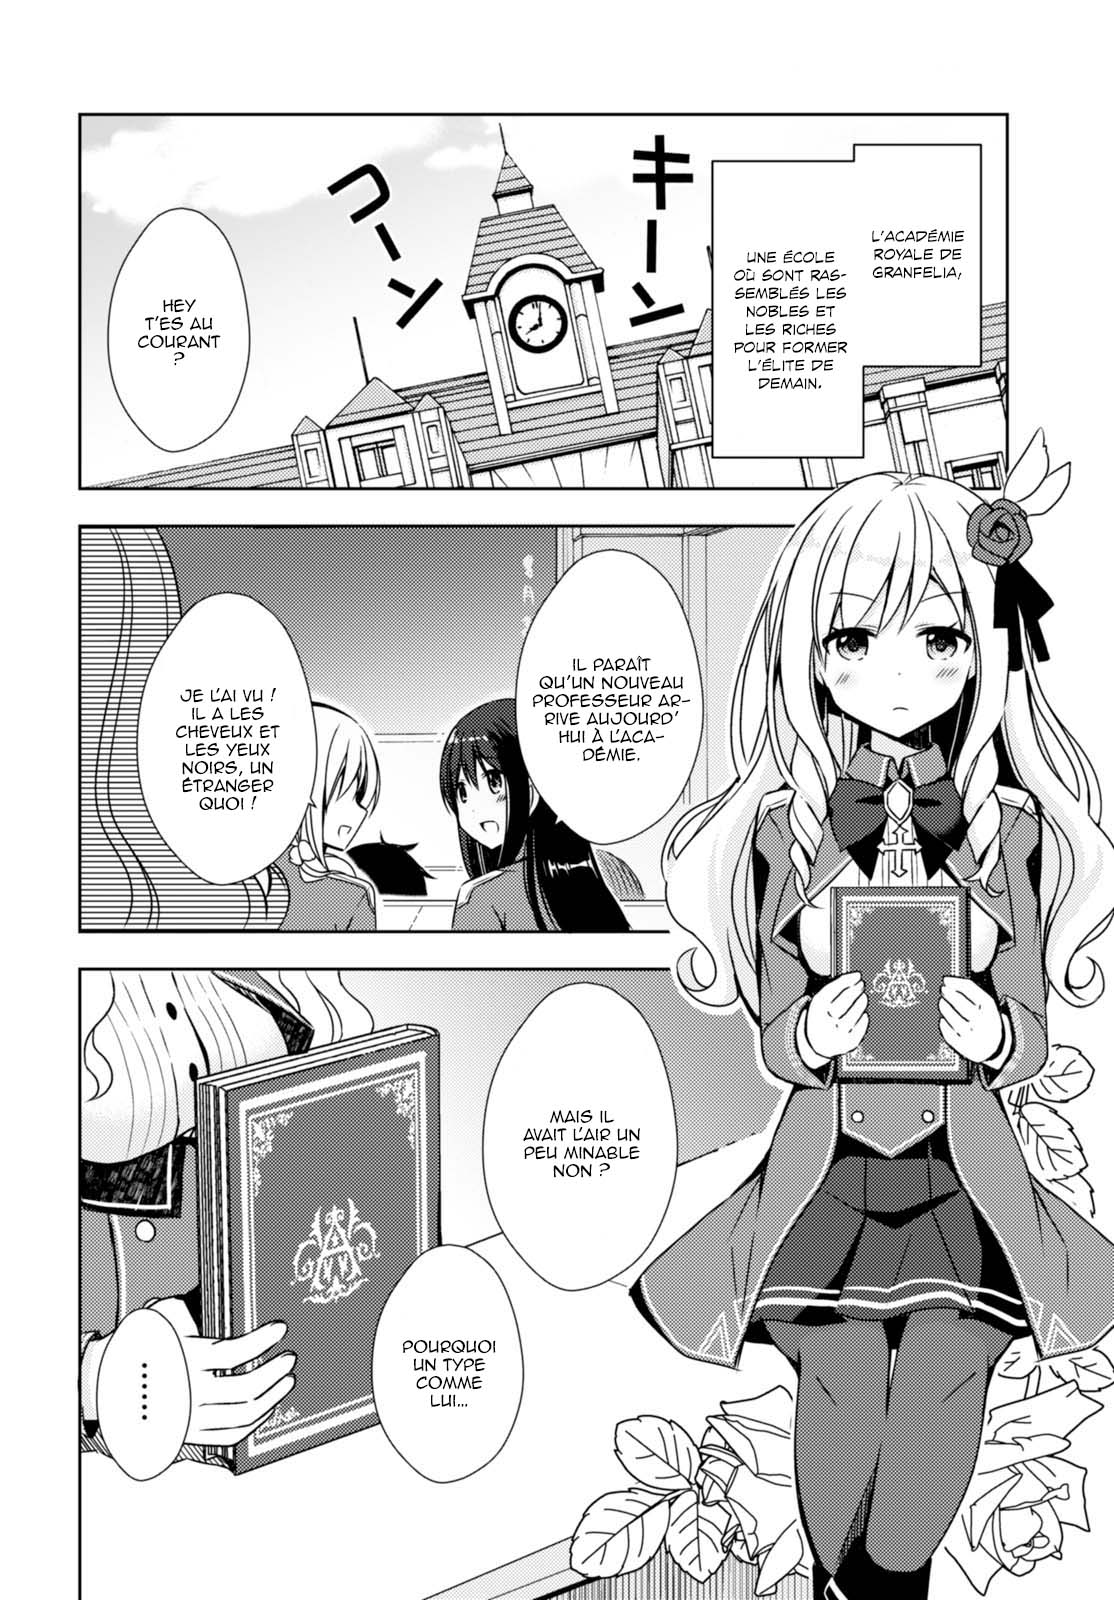 L'ACADÉMIE
ROYALE DE
GRANFELIA,
UNE ÉCOLE
OÙ SONT RAS-
SEMBLÉS LES
NOBLES ET
LES RICHES
POUR FORMER
L'ÉLITE DE
DEMAIN.
キーン
コーン
HEY
T'ES AU
COURANT
?
IL PARAÎT
QU'UN NOUVEAU
PROFESSEUR AR-
RIVE AUJOURD'
HUI À L'ACA-
DÉMIE.
JE L'AI VU !
IL A LES
CHEVEUX ET
LES YEUX
NOIRS, UN
ÉTRANGER
QUOI !
MAIS IL
AVAIT L'AIR UN
PEU MINABLE
NON ?
POURQUOI
UN TYPE
COMME
LUI...
......